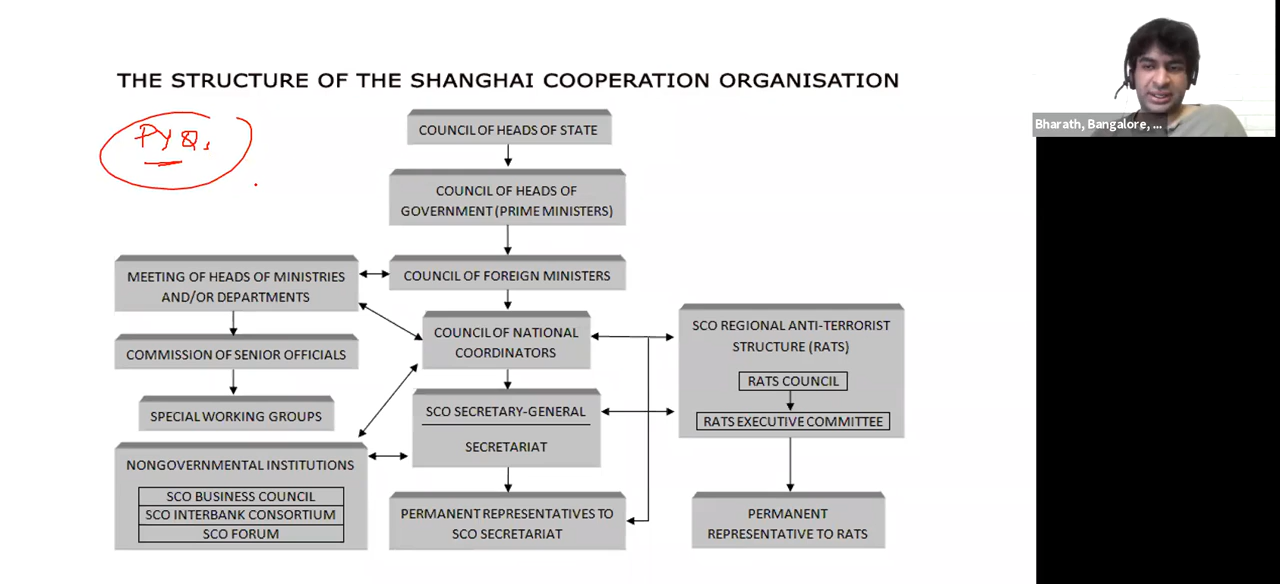 THE STRUCTURE OF THE SHANGHAI COOPERATION ORGANISATION
PYQ.
Bharath, Bangalore, ...
COUNCIL OF HEADS OF STATE
COUNCIL OF HEADS OF
GOVERNMENT (PRIME MINISTERS)
MEETING OF HEADS OF MINISTRIES
AND/OR DEPARTMENTS
COUNCIL OF FOREIGN MINISTERS
COUNCIL OF NATIONAL
COORDINATORS
SCO REGIONAL ANTI-TERRORIST
STRUCTURE (RATS)
RATS COUNCIL
RATS EXECUTIVE COMMITTEE
COMMISSION OF SENIOR OFFICIALS
SPECIAL WORKING GROUPS
SCO SECRETARY-GENERAL
SECRETARIAT
NONGOVERNMENTAL INSTITUTIONS
SCO BUSINESS COUNCIL
SCO INTERBANK CONSORTIUM
SCO FORUM
PERMANENT REPRESENTATIVES TO
SCO SECRETARIAT
PERMANENT
REPRESENTATIVE TO RATS